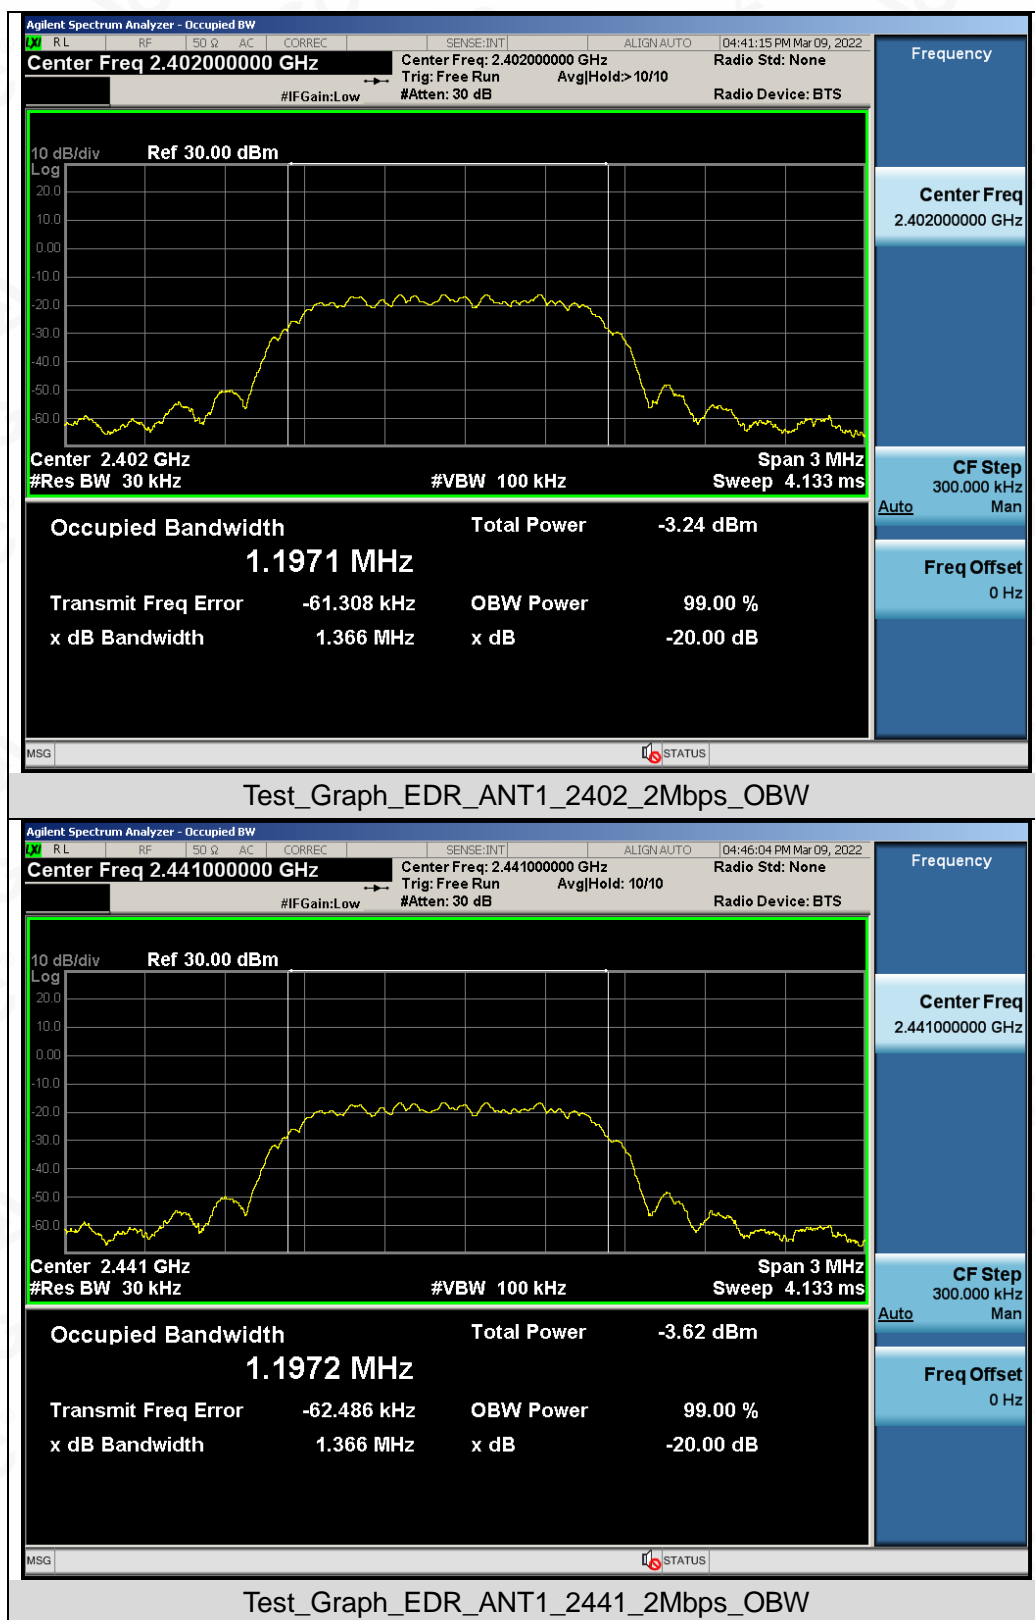 Agilent Spectrum Analyzer - Occupied BW
LXI RL RF 50 Ω AC CORREC SENSE:INT ALIGN AUTO 04:41:15 PM Mar 09, 2022
Center Freq 2.402000000 GHz
Center Freq: 2.402000000 GHz
Radio Std: None
Trig: Free Run Avg|Hold:> 10/10
#IFGain:Low #Atten: 30 dB Radio Device: BTS
Frequency
10 dB/div Ref 30.00 dBm
Log
20.0
10.0
0.00
-10.0
-20.0
-30.0
-40.0
-50.0
-60.0
Center Freq
2.402000000 GHz
Center 2.402 GHz Span 3 MHz
#Res BW 30 kHz #VBW 100 kHz Sweep 4.133 ms
CF Step
300.000 kHz
Auto Man
Occupied Bandwidth Total Power -3.24 dBm
1.1971 MHz
Transmit Freq Error -61.308 kHz OBW Power 99.00 %
x dB Bandwidth 1.366 MHz x dB -20.00 dB
Freq Offset
0 Hz
MSG STATUS
Test_Graph_EDR_ANT1_2402_2Mbps_OBW
Agilent Spectrum Analyzer - Occupied BW
LXI RL RF 50 Ω AC CORREC SENSE:INT ALIGN AUTO 04:46:04 PM Mar 09, 2022
Center Freq 2.441000000 GHz
Center Freq: 2.441000000 GHz
Radio Std: None
Trig: Free Run Avg|Hold: 10/10
#IFGain:Low #Atten: 30 dB Radio Device: BTS
Frequency
10 dB/div Ref 30.00 dBm
Log
20.0
10.0
0.00
-10.0
-20.0
-30.0
-40.0
-50.0
-60.0
Center Freq
2.441000000 GHz
Center 2.441 GHz Span 3 MHz
#Res BW 30 kHz #VBW 100 kHz Sweep 4.133 ms
CF Step
300.000 kHz
Auto Man
Occupied Bandwidth Total Power -3.62 dBm
1.1972 MHz
Transmit Freq Error -62.486 kHz OBW Power 99.00 %
x dB Bandwidth 1.366 MHz x dB -20.00 dB
Freq Offset
0 Hz
MSG STATUS
Test_Graph_EDR_ANT1_2441_2Mbps_OBW